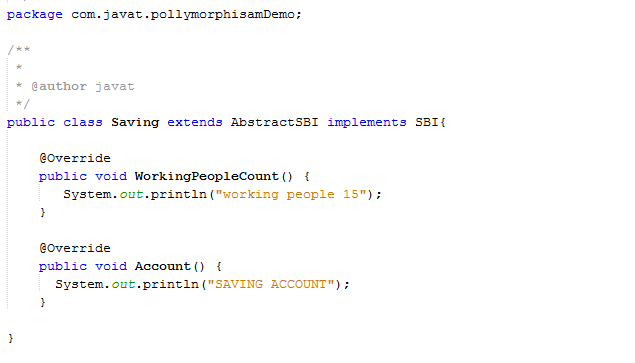 package com.javat.pollymorphisamDemo;
/**
 *
 * @author javat
 */
public class Saving extends AbstractSBI implements SBI{
    @Override
    public void WorkingPeopleCount() {
       System.out.println("working people 15");
    }
    @Override
    public void Account() {
      System.out.println("SAVING ACCOUNT");
    }
}